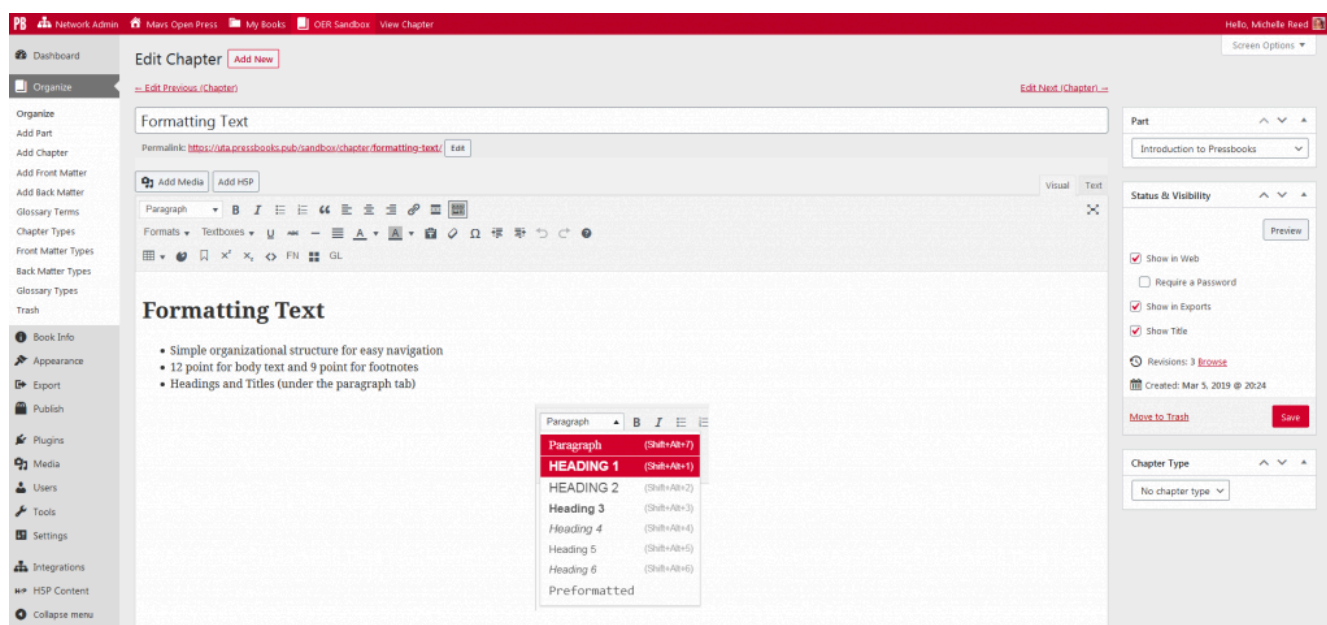 PB Network Admin Mavs Open Press My Books OER Sandbox View Chapter Hello, Michelle Reed
Screen Options
Dashboard
Organize
Organize
Add Part
Add Chapter
Add Front Matter
Add Back Matter
Glossary Terms
Chapter Types
Front Matter Types
Back Matter Types
Glossary Types
Trash
Book Info
Appearance
Export
Publish
Plugins
Media
Users
Tools
Settings
Integrations
H5P Content
Collapse menu
Edit Chapter Add New
← Edit Previous (Chapter) Edit Next (Chapter) →
Formatting Text
Permalink: https://uta.pressbooks.pub/sandbox/chapter/formatting-text/ Edit
Add Media Add H5P Visual Text
Paragraph B I
Formats Textboxes U A A Ω
x² x₂ FN GL
Formatting Text
• Simple organizational structure for easy navigation
• 12 point for body text and 9 point for footnotes
• Headings and Titles (under the paragraph tab)
Paragraph B I
Paragraph (Shift+Alt+7)
HEADING 1 (Shift+Alt+1)
HEADING 2 (Shift+Alt+2)
Heading 3 (Shift+Alt+3)
Heading 4 (Shift+Alt+4)
Heading 5 (Shift+Alt+5)
Heading 6 (Shift+Alt+6)
Preformatted
Part
Introduction to Pressbooks
Status & Visibility
Preview
Show in Web
Require a Password
Show in Exports
Show Title
Revisions: 3 Browse
Created: Mar 5, 2019 @ 20:24
Move to Trash Save
Chapter Type
No chapter type